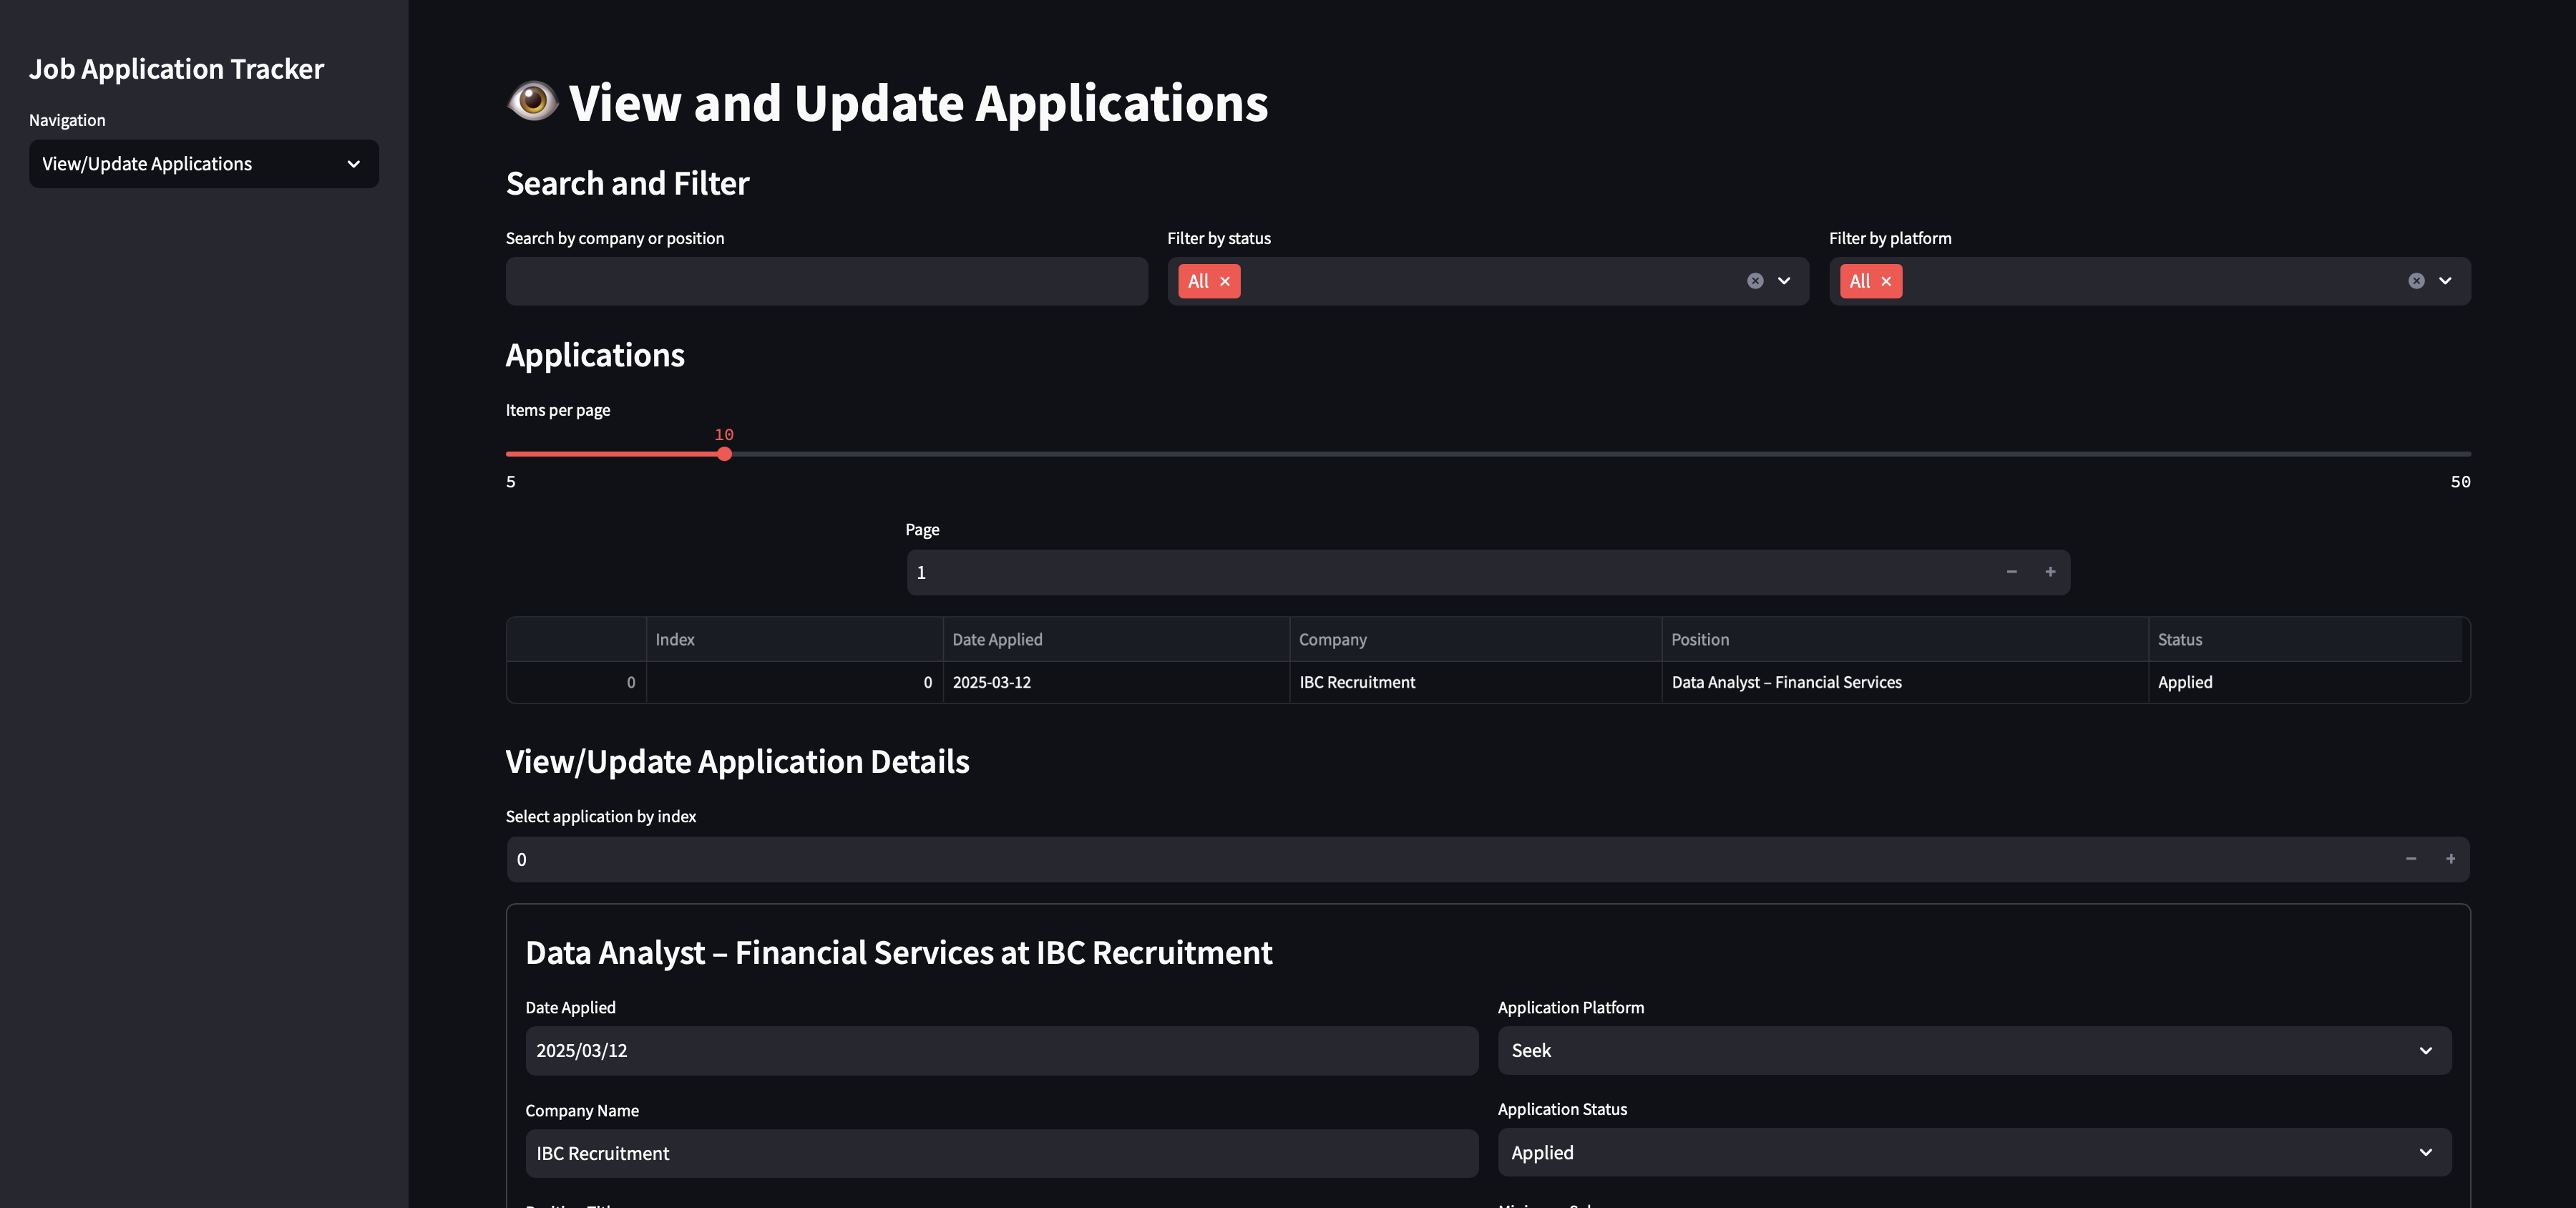 Job Application Tracker
Navigation
View/Update Applications
View and Update Applications
Search and Filter
Search by company or position
Filter by status
Filter by platform
All
All
Applications
Items per page
10
5
50
Page
1
Index
Date Applied
Company
Position
Status
0
0
2025-03-12
IBC Recruitment
Data Analyst – Financial Services
Applied
View/Update Application Details
Select application by index
0
Data Analyst – Financial Services at IBC Recruitment
Date Applied
Application Platform
2025/03/12
Seek
Company Name
Application Status
IBC Recruitment
Applied